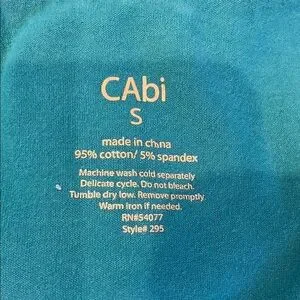 CAbi
S
made in china
95% cotton/ 5% spandex
Machine wash cold separately
Delicate cycle. Do not bleach.
Tumble dry low. Remove promptly
Warm iron if needed.
RN#54077
Style# 295